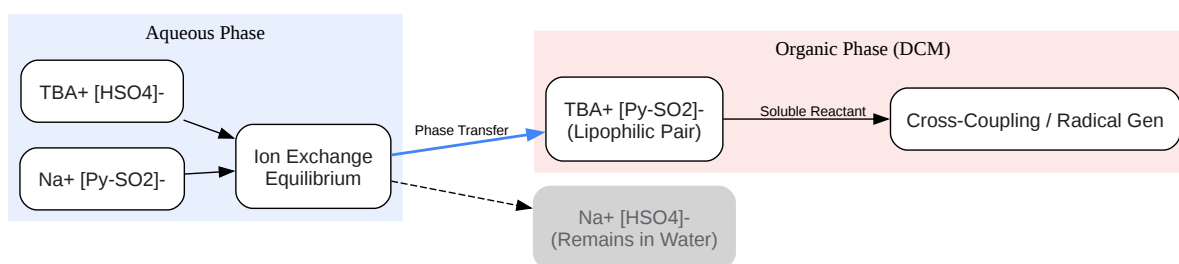 Aqueous Phase
TBA+ [HSO4]-
Na+ [Py-SO2]-
Ion Exchange
Equilibrium
Phase Transfer
Organic Phase (DCM)
TBA+ [Py-SO2]-
(Lipophilic Pair)
Soluble Reactant
Cross-Coupling / Radical Gen
Na+ [HSO4]-
(Remains in Water)